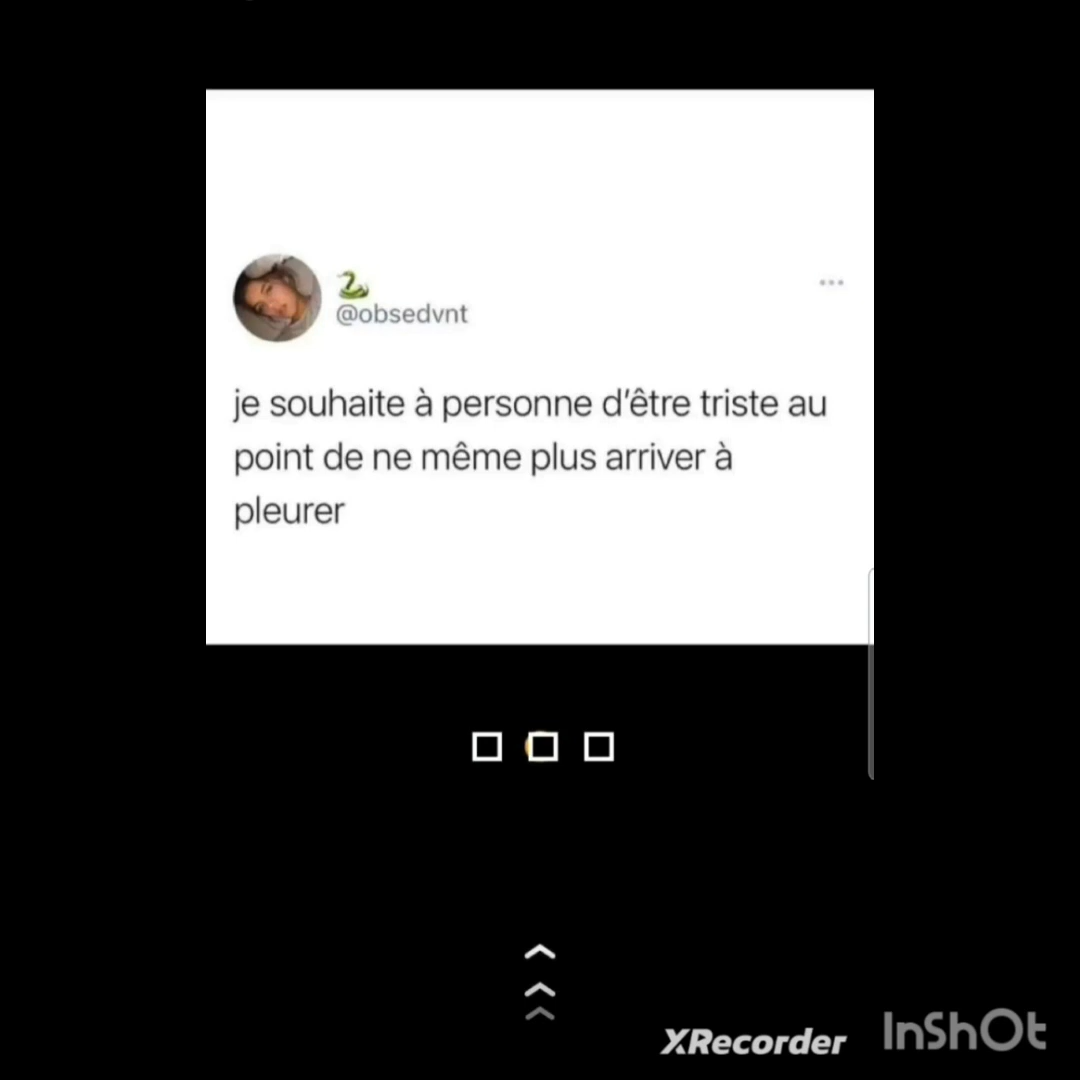 @obsedvnt
je souhaite à personne d'être triste au
point de ne même plus arriver à
pleurer
XRecorder
InShOt